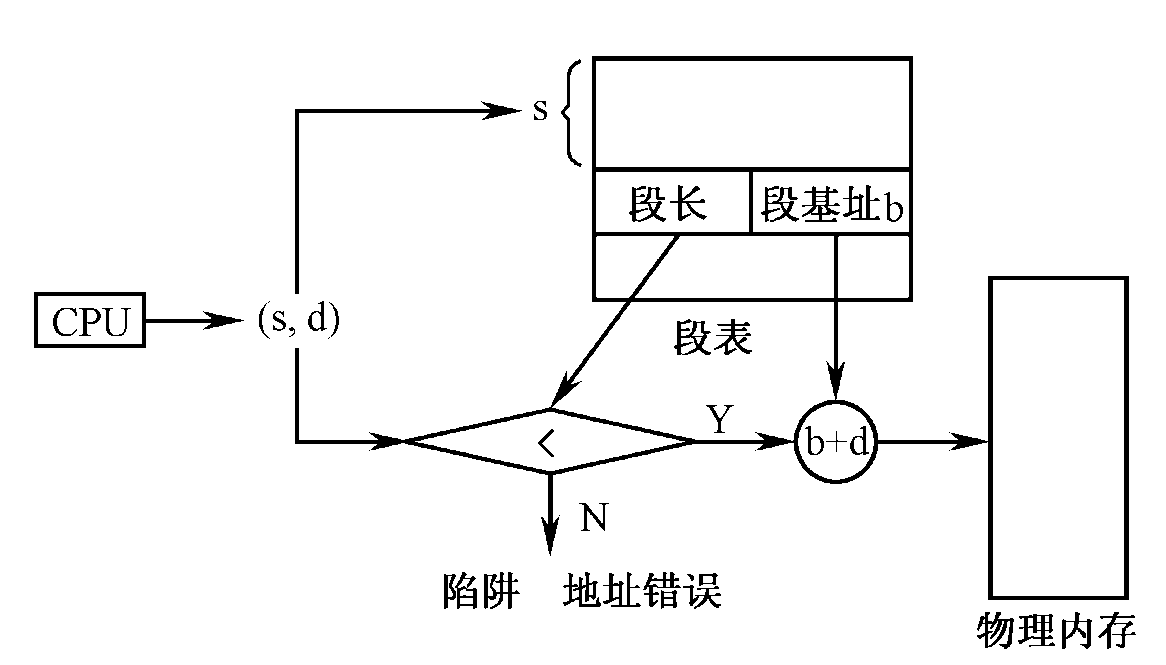 s
段长 段基址b
CPU (s, d)
段表
< Y b+d
N
陷阱 地址错误
物理内存